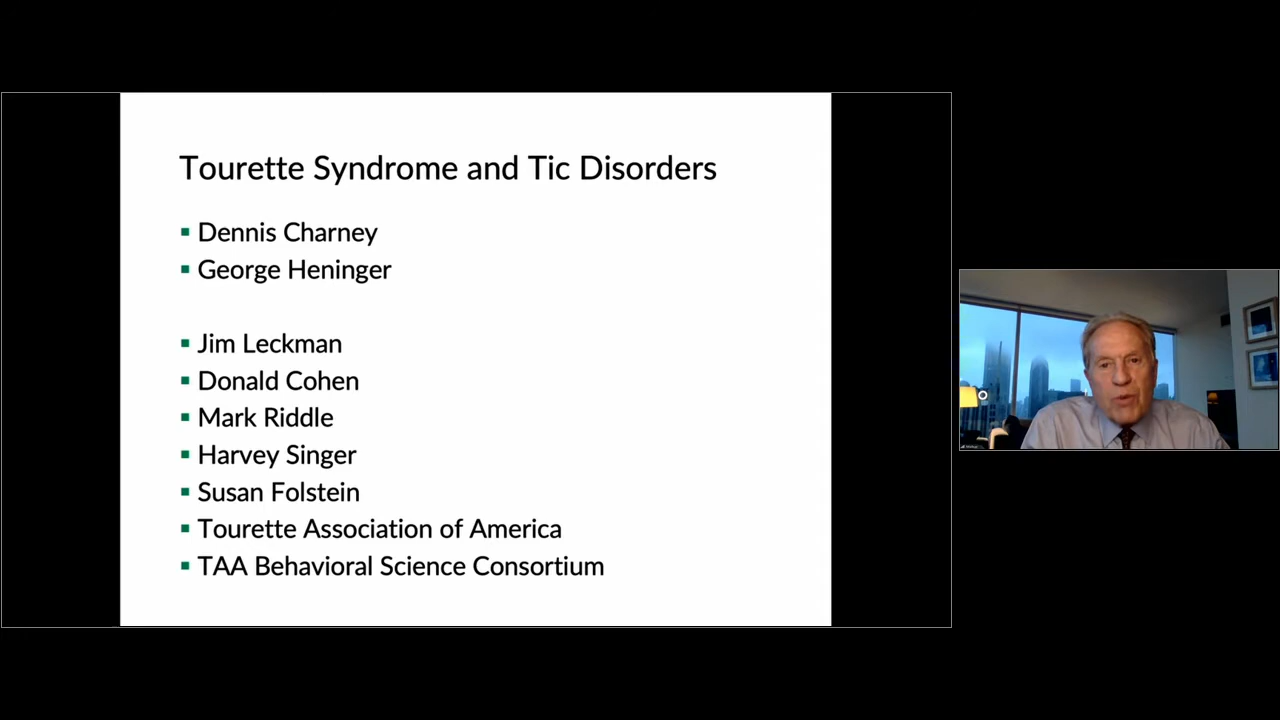 Tourette Syndrome and Tic Disorders
▪ Dennis Charney
▪ George Heninger
▪ Jim Leckman
▪ Donald Cohen
▪ Mark Riddle
▪ Harvey Singer
▪ Susan Folstein
▪ Tourette Association of America
▪ TAA Behavioral Science Consortium